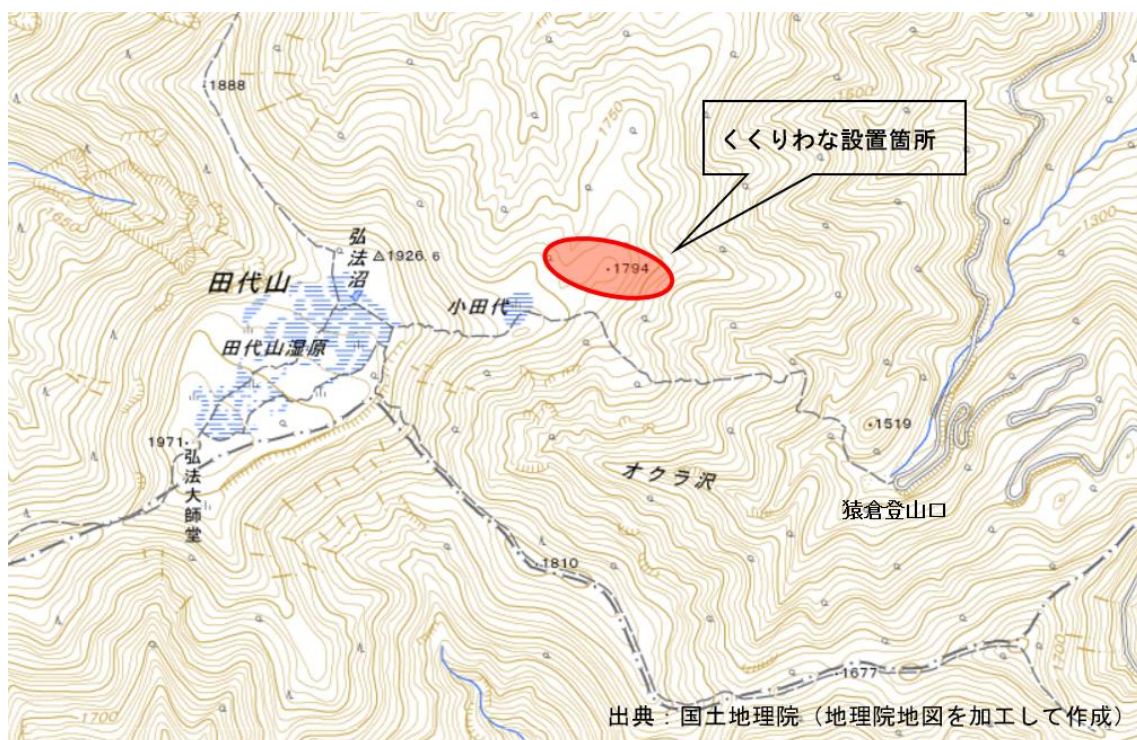 1888
1750
1600
くくりわな設置箇所
1650
1300
弘法沼
1926.6
1794
田代山
小田代
田代山湿原
1519
1971
オクラ沢
弘法大師堂
猿倉登山口
1810
1677
1700
1700
出典：国土地理院（地理院地図を加工して作成）